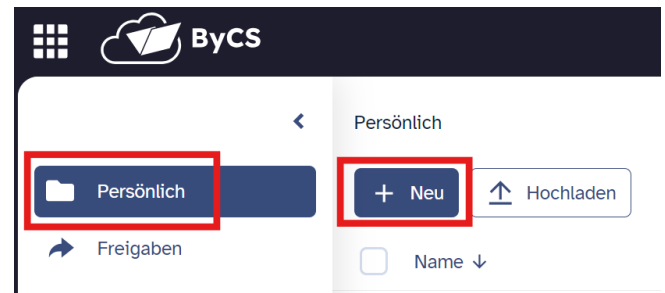 ByCS
Persönlich
Freigaben
Persönlich
+ Neu
Hochladen
Name ↓